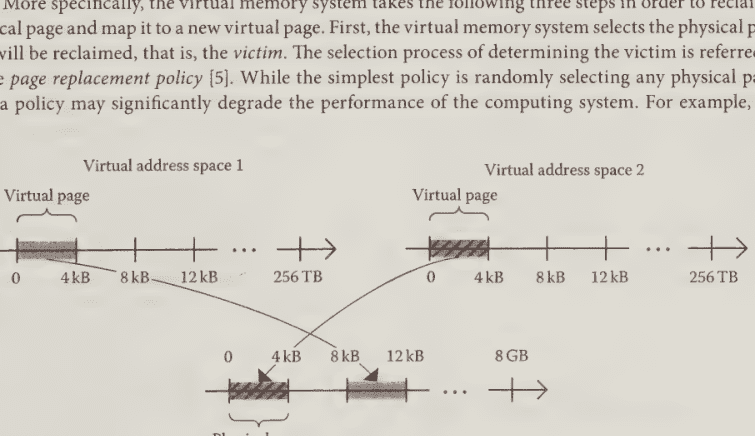 More specifically, the virtual memory system takes the following three steps in order to reclai
cal page and map it to a new virtual page. First, the virtual memory system selects the physical p
will be reclaimed, that is, the victim. The selection process of determining the victim is referred
page replacement policy [5]. While the simplest policy is randomly selecting any physical pa
a policy may significantly degrade the performance of the computing system. For example,
Virtual address space 1
Virtual address space 2
Virtual page
Virtual page
0 4 kB 8 kB 12 kB ... 256 TB
0 4 kB 8 kB 12 kB ... 256 TB
0 4 kB 8 kB 12 kB 8 GB
...